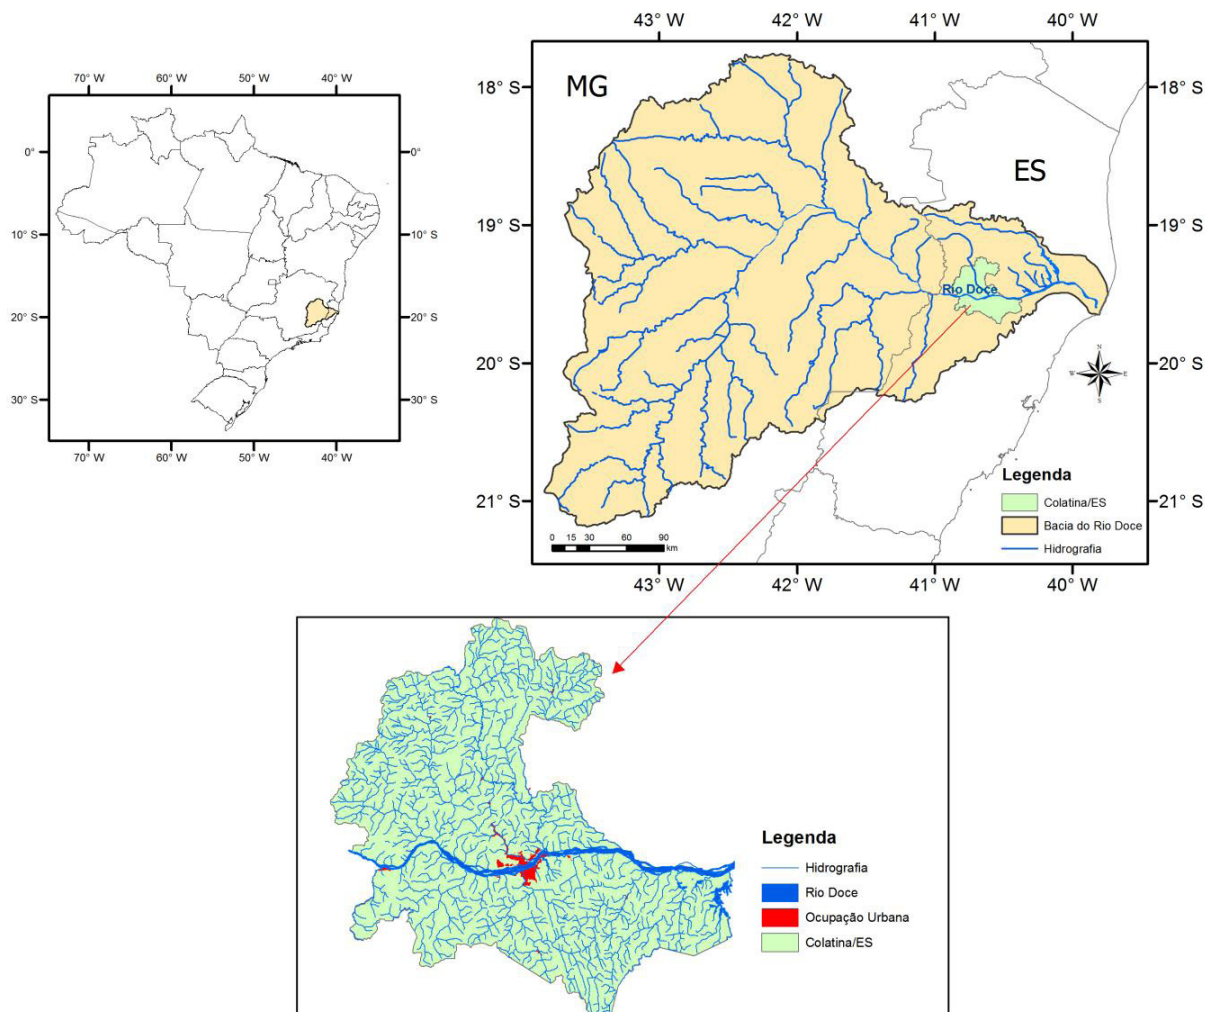 43° W 42° W 41° W 40° W
MG
18° S 18° S
ES
19° S 19° S
Rio Doce
20° S 20° S
N
W E
S
21° S 21° S
Legenda
Colatina/ES
Bacia do Rio Doce
Hidrografia
0 15 30 60 90
km
43° W 42° W 41° W 40° W
70° W 60° W 50° W 40° W
0° 0°
10° S 10° S
20° S 20° S
30° S 30° S
70° W 60° W 50° W 40° W
Legenda
Hidrografia
Rio Doce
Ocupação Urbana
Colatina/ES